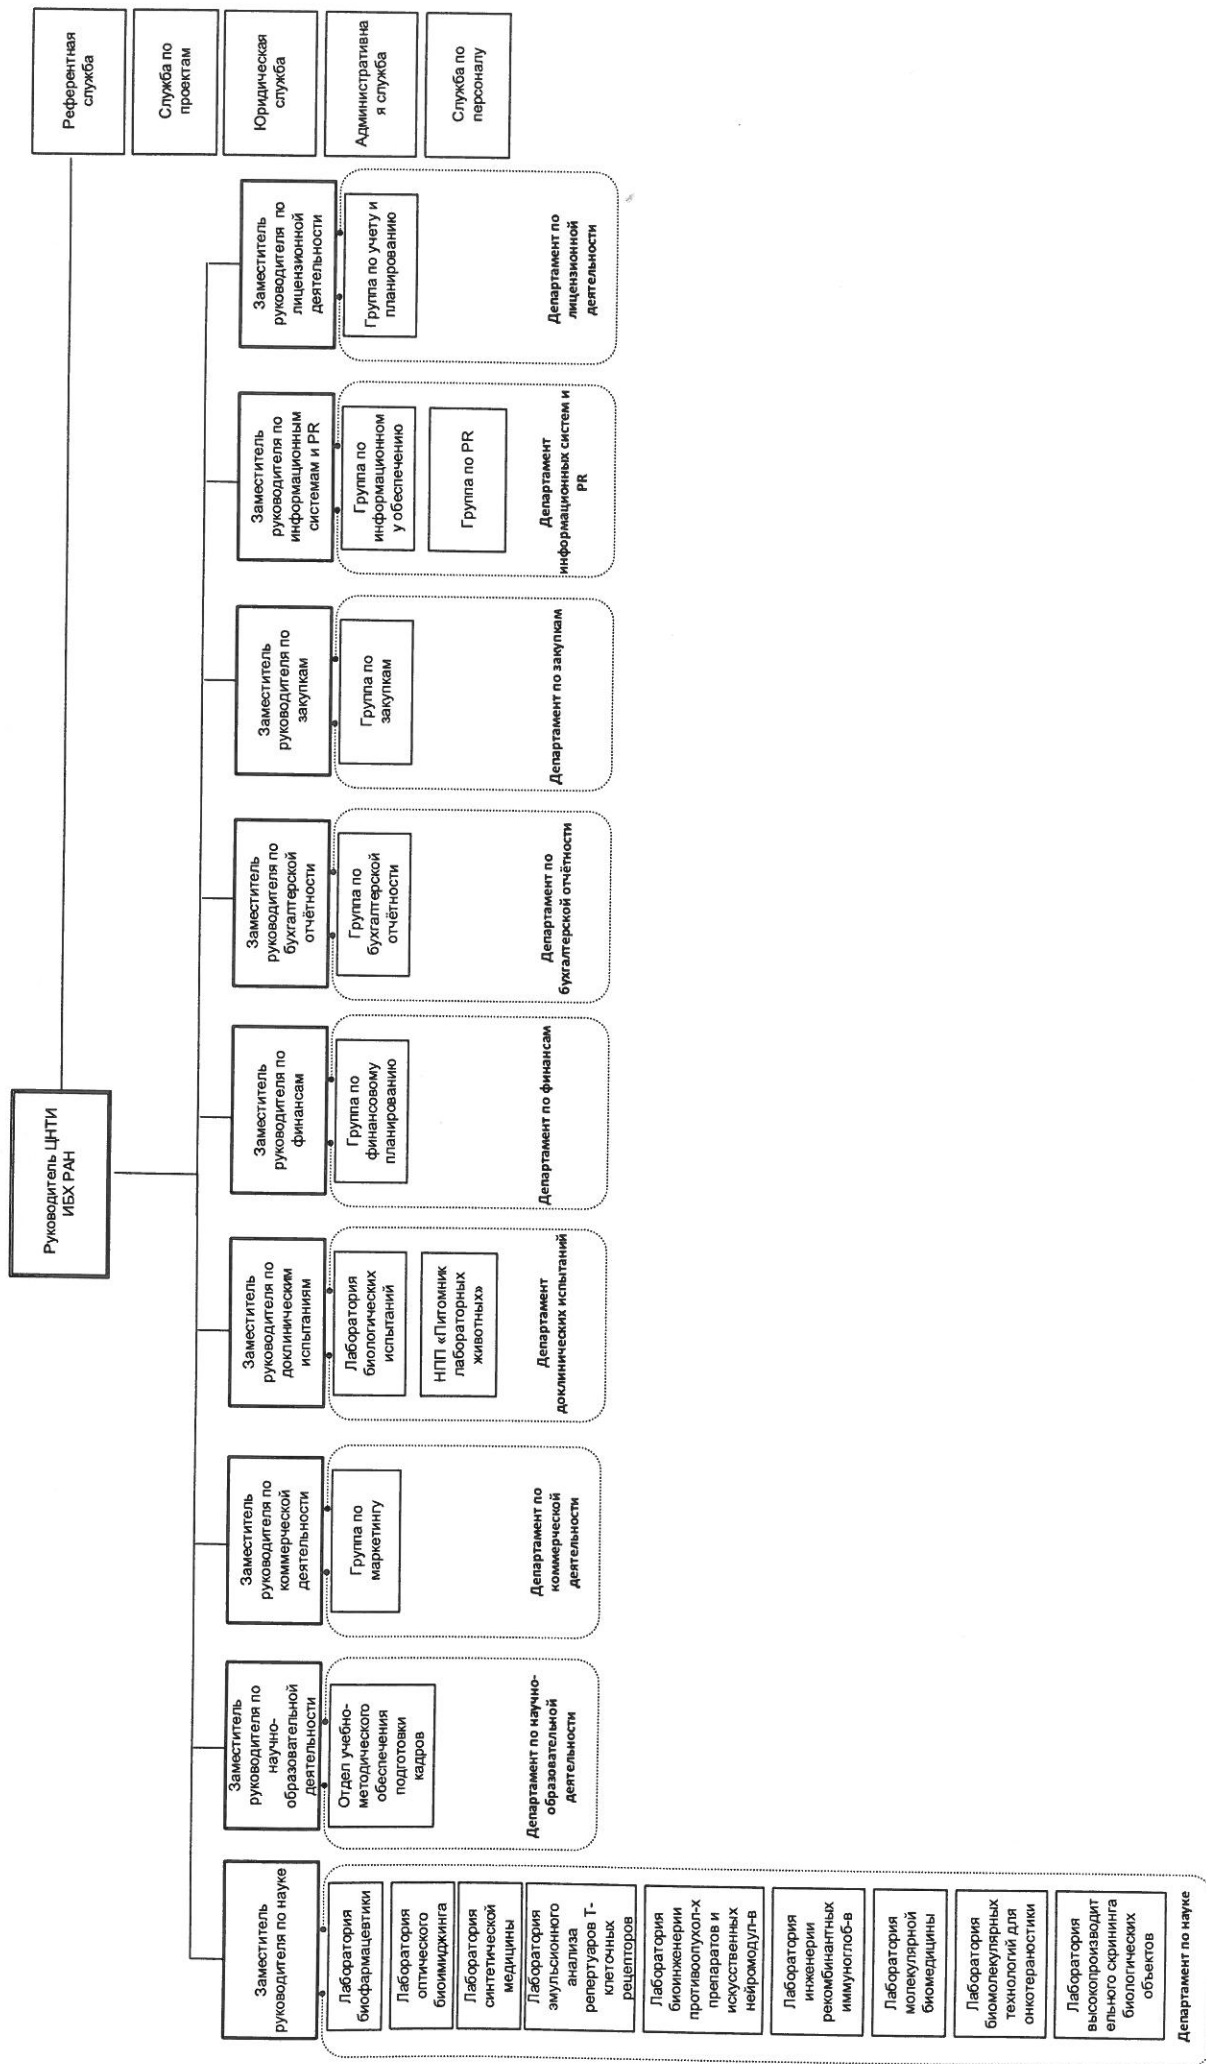 Руководитель ЦНТИ
ИБХ РАН
Референтная
служба
Служба по
проектам
Юридическая
служба
Административна
я служба
Служба по
персоналу
Заместитель
руководителя по науке
Лаборатория
биофармацевтики
Лаборатория
оптического
биоимиджинга
Лаборатория
синтетической
медицины
Лаборатория
эмульсионного
анализа
репертуаров Т-
клеточных
рецепторов
Лаборатория
биоинженерии
противоопухол-х
препаратов и
искусственных
нейромодул-в
Лаборатория
инженерии
рекомбинантных
иммуноглоб-в
Лаборатория
молекулярной
биомедицины
Лаборатория
биомолекулярных
технологий для
онкотераностики
Лаборатория
высокопроизводит
ельного скрининга
биологических
объектов
Департамент по науке
Заместитель
руководителя по
научно-
образовательной
деятельности
Отдел учебно-
методического
обеспечения
подготовки
кадров
Департамент по научно-
образовательной
деятельности
Заместитель
руководителя по
коммерческой
деятельности
Группа по
маркетингу
Департамент по
коммерческой
деятельности
Заместитель
руководителя по
доклиническим
испытаниям
Лаборатория
биологических
испытаний
НПП «Питомник
лабораторных
животных»
Департамент
доклинических испытаний
Заместитель
руководителя по
финансам
Группа по
финансовому
планированию
Департамент по финансам
Заместитель
руководителя по
бухгалтерской
отчётности
Группа по
бухгалтерской
отчётности
Департамент по
бухгалтерской отчётности
Заместитель
руководителя по
закупкам
Группа по
закупкам
Департамент по закупкам
Заместитель
руководителя по
информационным
системам и PR
Группа по
информационном
у обеспечению
Группа по PR
Департамент
информационных систем и
PR
Заместитель
руководителя по
лицензионной
деятельности
Группа по учету и
планированию
Департамент по
лицензионной
деятельности